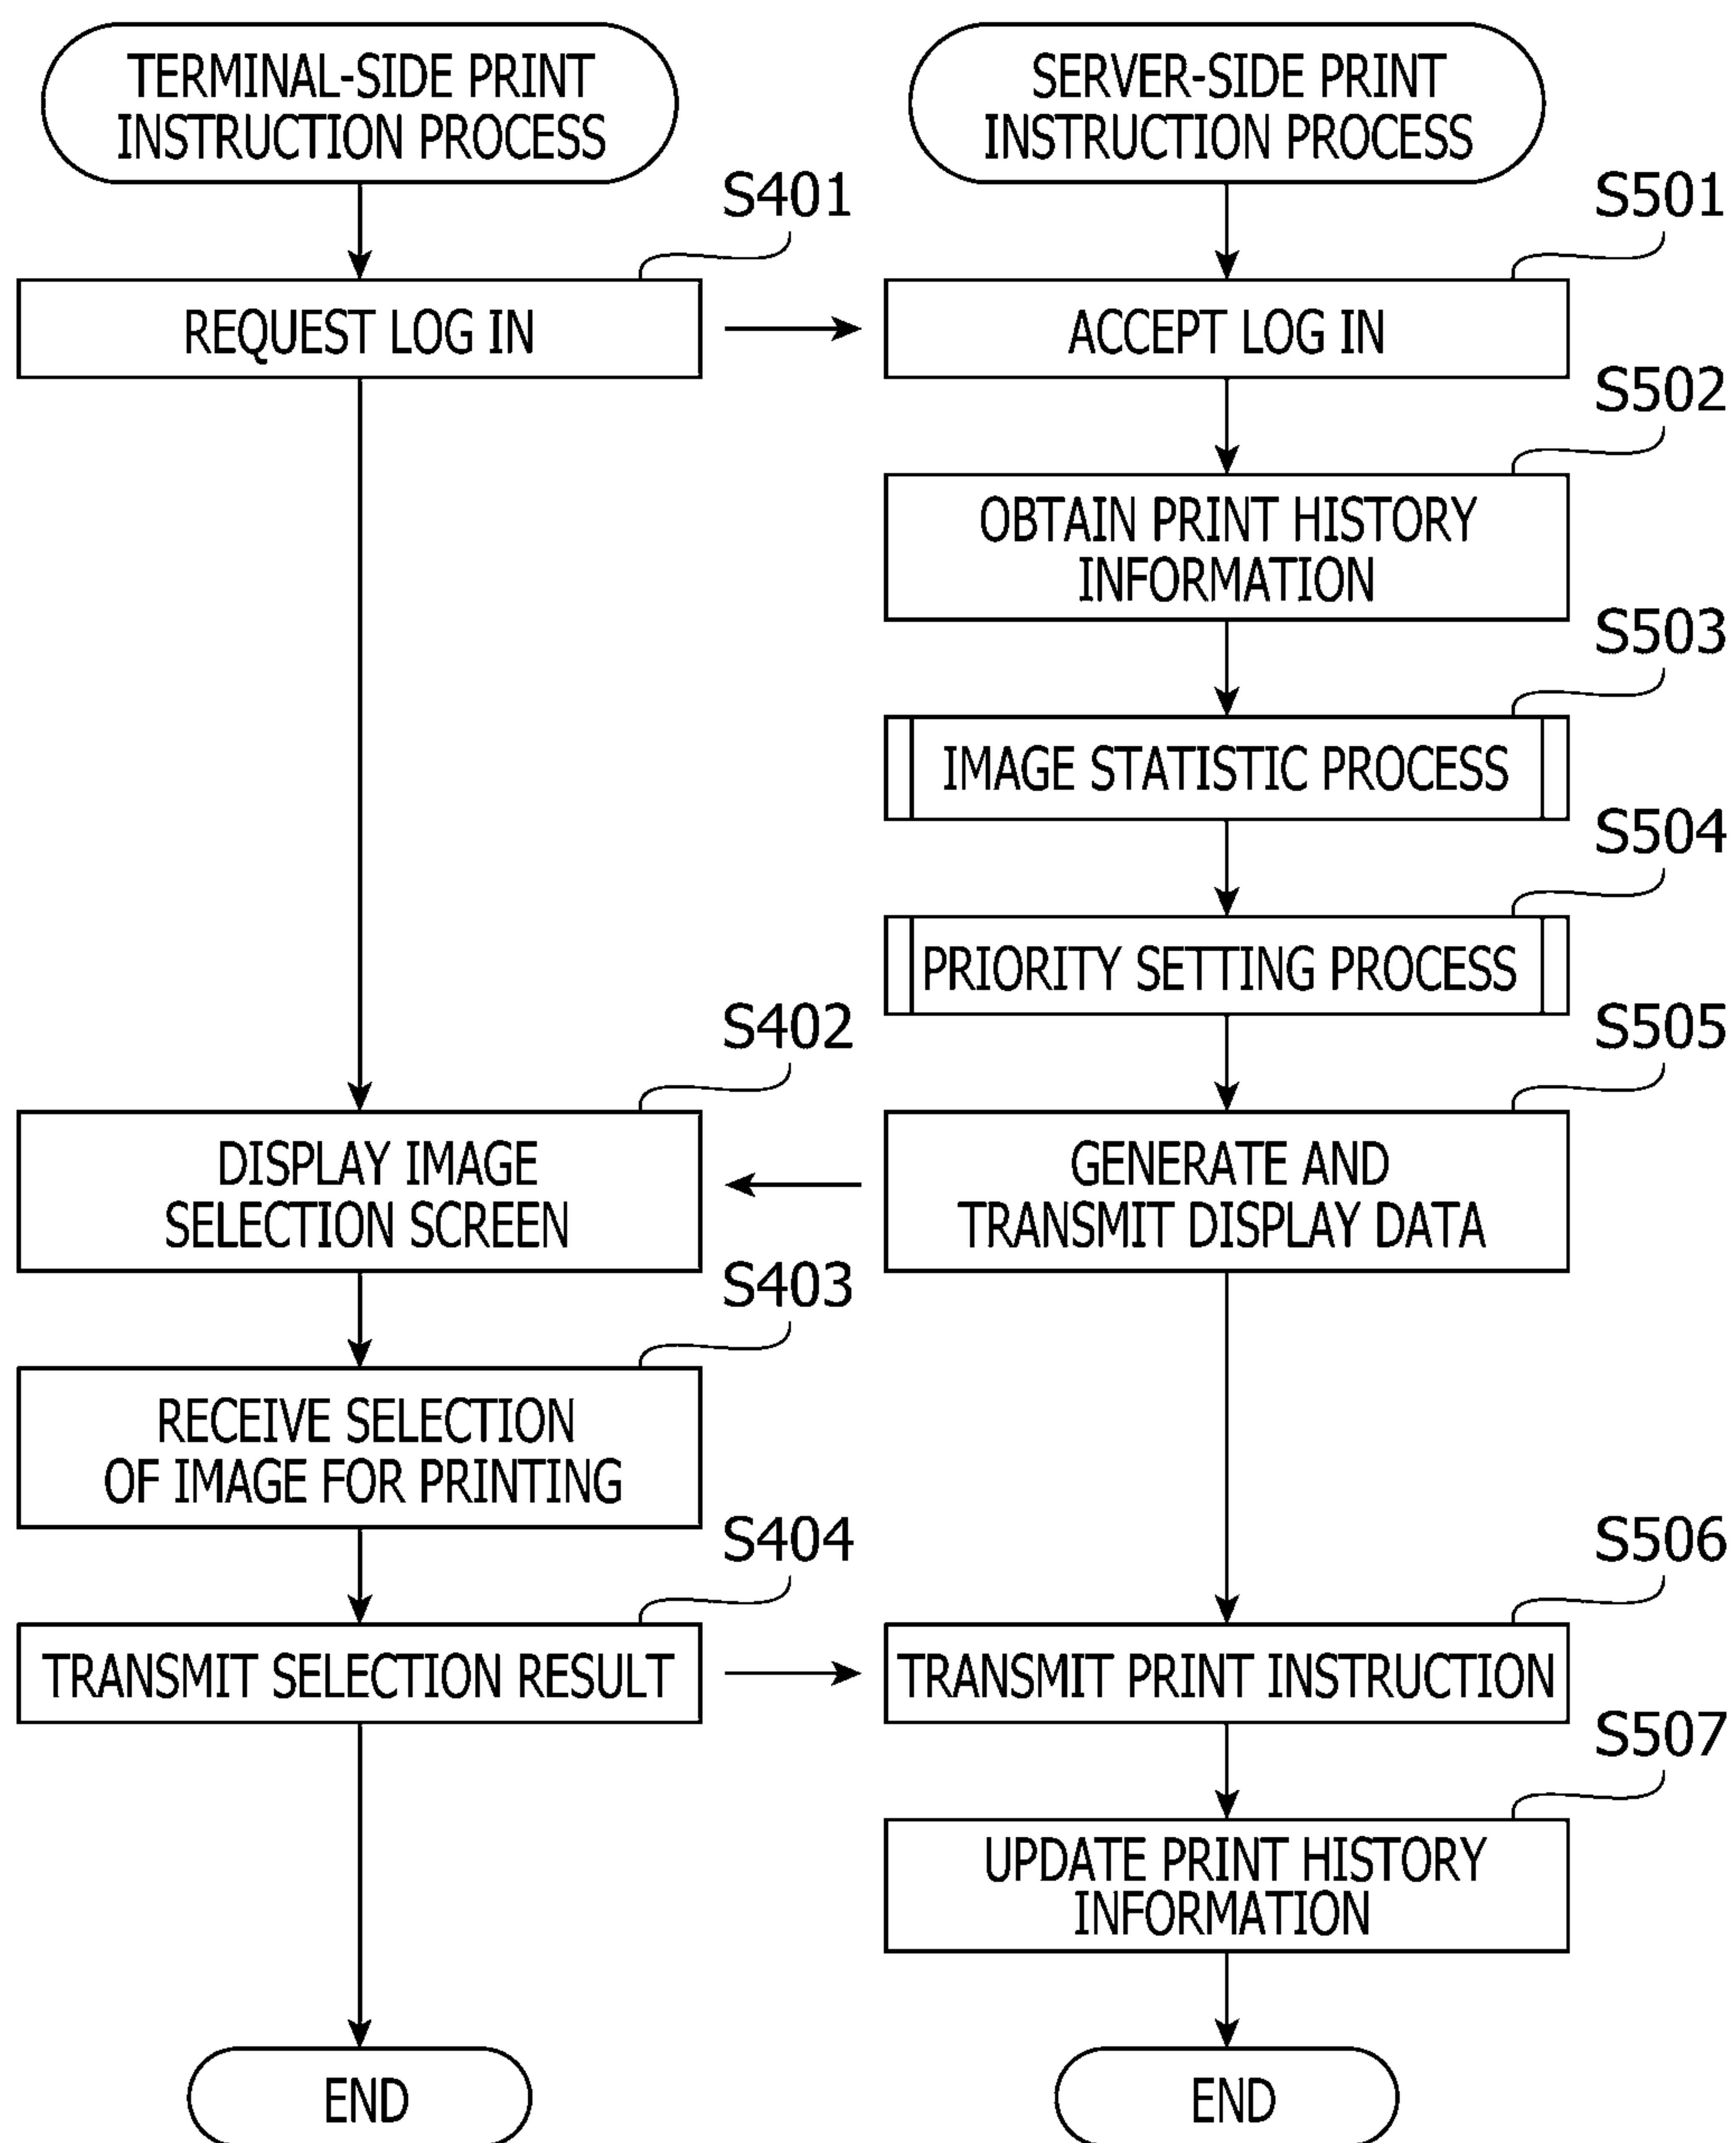 TERMINAL-SIDE PRINT
INSTRUCTION PROCESS
SERVER-SIDE PRINT
INSTRUCTION PROCESS
S401
REQUEST LOG IN
S501
ACCEPT LOG IN
S502
OBTAIN PRINT HISTORY
INFORMATION
S503
IMAGE STATISTIC PROCESS
S504
PRIORITY SETTING PROCESS
S402
DISPLAY IMAGE
SELECTION SCREEN
S505
GENERATE AND
TRANSMIT DISPLAY DATA
S403
RECEIVE SELECTION
OF IMAGE FOR PRINTING
S404
TRANSMIT SELECTION RESULT
S506
TRANSMIT PRINT INSTRUCTION
S507
UPDATE PRINT HISTORY
INFORMATION
END
END